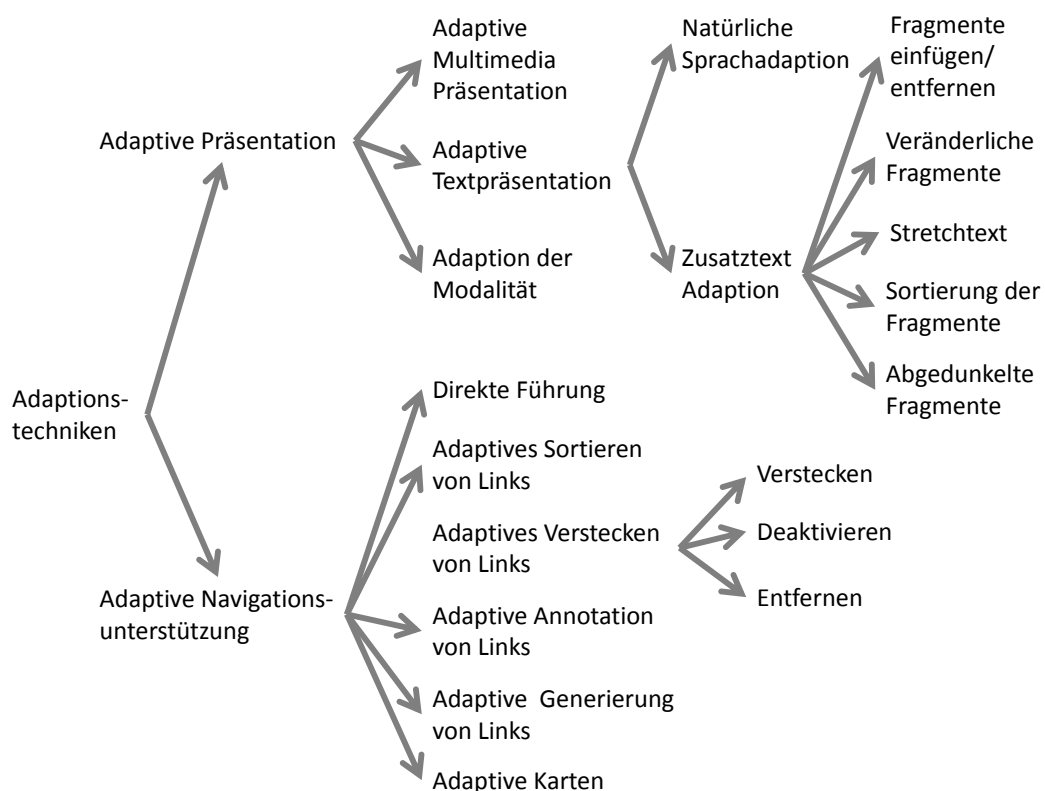 Adaptions-
techniken
Adaptive Präsentation
Adaptive
Multimedia
Präsentation
Adaptive
Textpräsentation
Natürliche
Sprachadaption
Zusatztext
Adaption
Fragmente
einfügen/
entfernen
Veränderliche
Fragmente
Stretchtext
Sortierung der
Fragmente
Abgedunkelte
Fragmente
Adaption der
Modalität
Adaptive Navigations-
unterstützung
Direkte Führung
Adaptives Sortieren
von Links
Adaptives Verstecken
von Links
Verstecken
Deaktivieren
Entfernen
Adaptive Annotation
von Links
Adaptive Generierung
von Links
Adaptive Karten